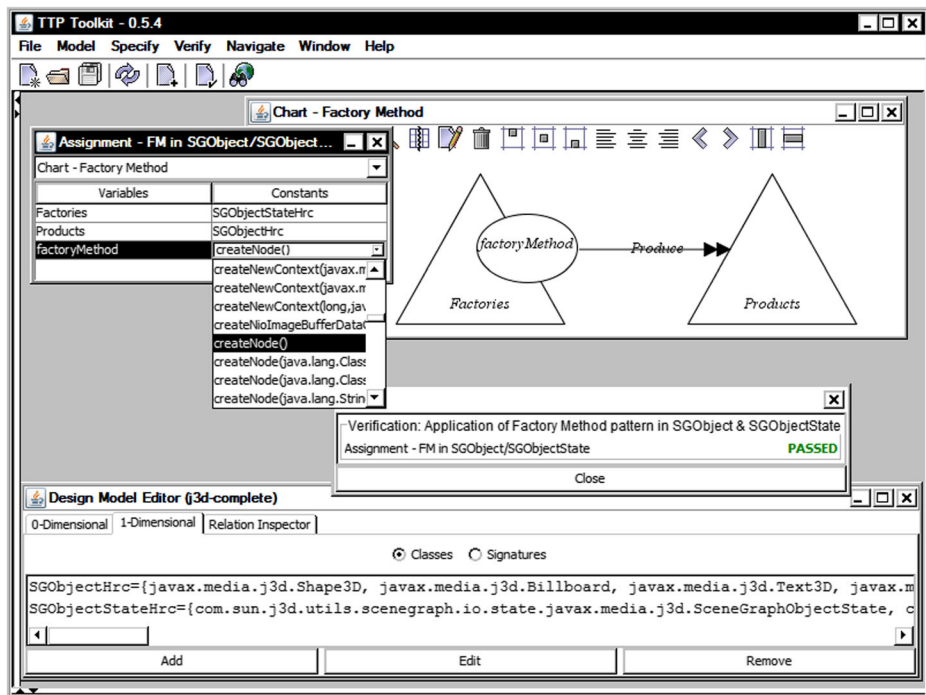 TTP Toolkit - 0.5.4
File Model Specify Verify Navigate Window Help
Chart - Factory Method
Assignment - FM in SGObject/SGObject...
Chart - Factory Method
Variables Constants
Factories SGObjectStateHrc
Products SGObjectHrc
factoryMethod createNode()
createNewContext(javax.m
createNewContext(javax.m
createNewContext(long,jav
createNioImageBufferData
createNode()
createNode(java.lang.Class
createNode(java.lang.Class
createNode(java.lang.Strin
factoryMethod Produce
Factories Products
Verification: Application of Factory Method pattern in SGObject & SGObjectState
Assignment - FM in SGObject/SGObjectState PASSED
Close
Design Model Editor (j3d-complete)
0-Dimensional 1-Dimensional Relation Inspector
Classes Signatures
SGObjectHrc={javax.media.j3d.Shape3D, javax.media.j3d.Billboard, javax.media.j3d.Text3D, javax.m
SGObjectStateHrc={com.sun.j3d.utils.scenegraph.io.state.javax.media.j3d.SceneGraphObjectState, c
Add Edit Remove